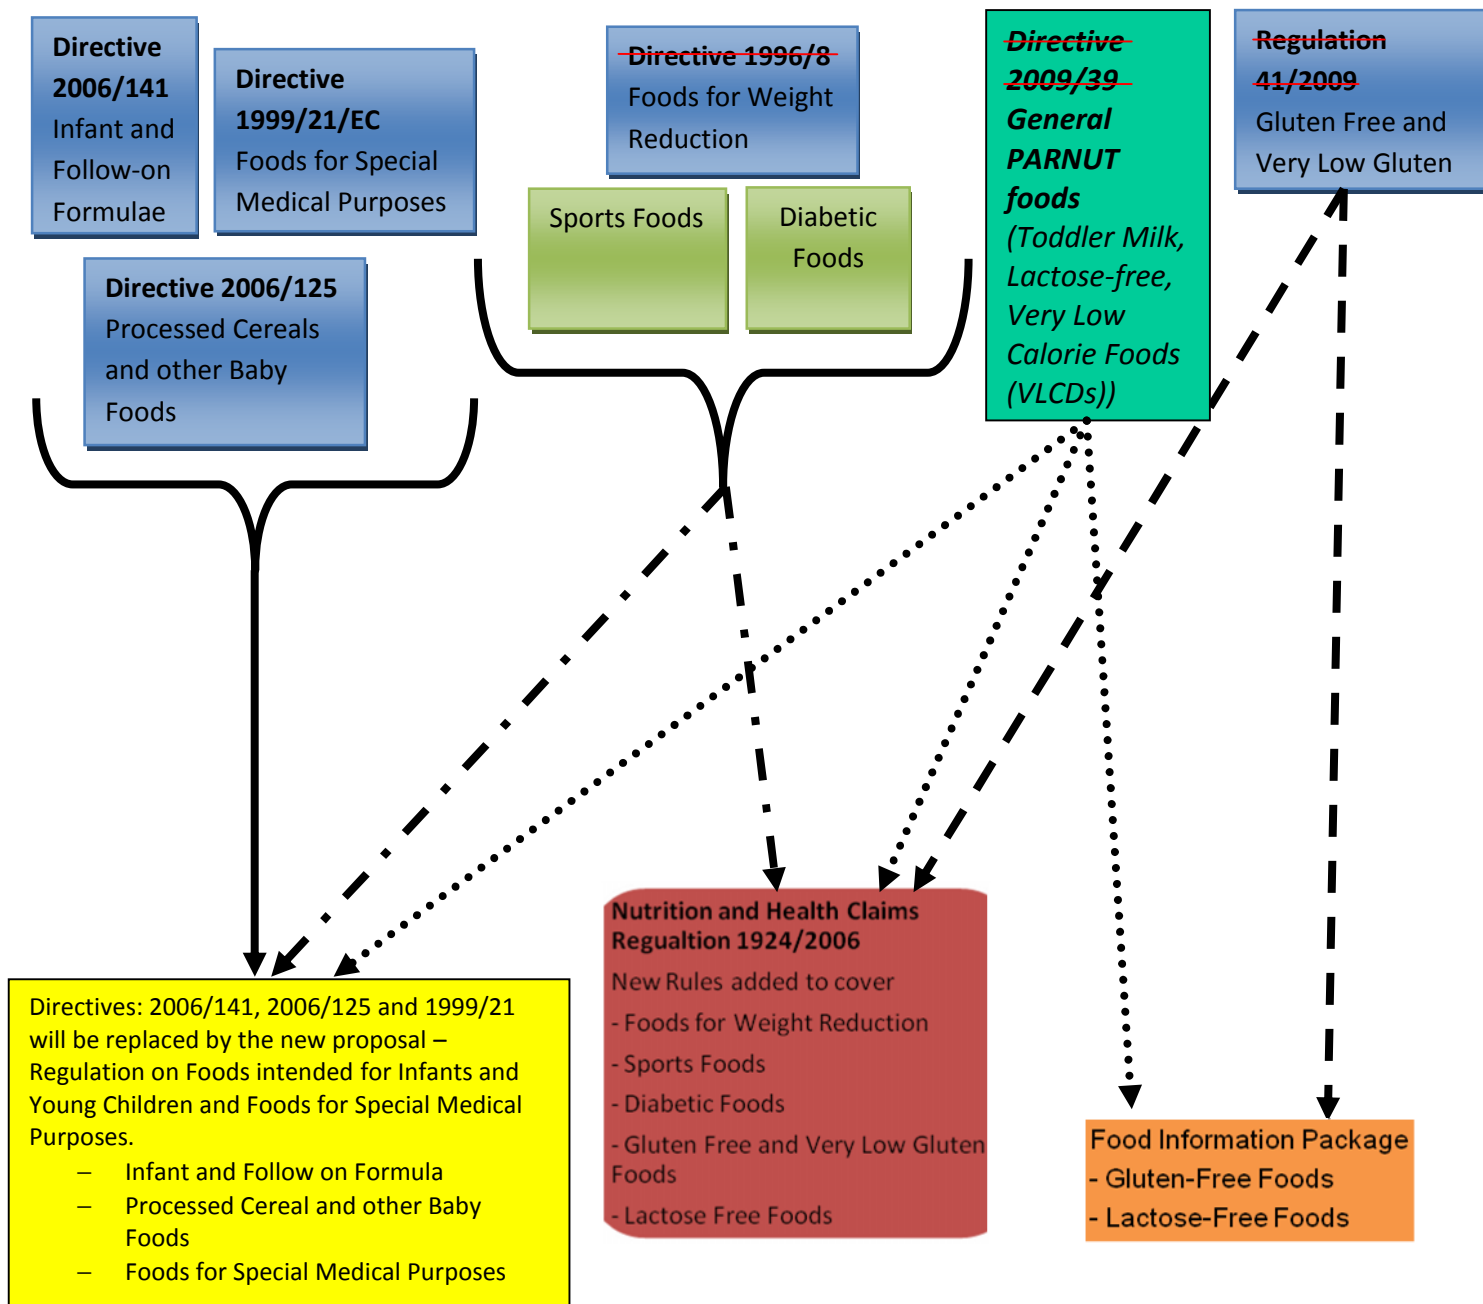 Directive
2006/141
Infant and
Follow-on
Formulae
Directive
1999/21/EC
Foods for Special
Medical Purposes
Directive 2006/125
Processed Cereals
and other Baby
Foods
Directive 1996/8
Foods for Weight
Reduction
Sports Foods
Diabetic
Foods
Directive
2009/39
General
PARNUT
foods
(Toddler Milk,
Lactose-free,
Very Low
Calorie Foods
(VLCDs))
Regulation
41/2009
Gluten Free and
Very Low Gluten
Directives: 2006/141, 2006/125 and 1999/21
will be replaced by the new proposal –
Regulation on Foods intended for Infants and
Young Children and Foods for Special Medical
Purposes.
– Infant and Follow on Formula
– Processed Cereal and other Baby
Foods
– Foods for Special Medical Purposes
Nutrition and Health Claims
Regualtion 1924/2006
New Rules added to cover
- Foods for Weight Reduction
- Sports Foods
- Diabetic Foods
- Gluten Free and Very Low Gluten
Foods
- Lactose Free Foods
Food Information Package
- Gluten-Free Foods
- Lactose-Free Foods